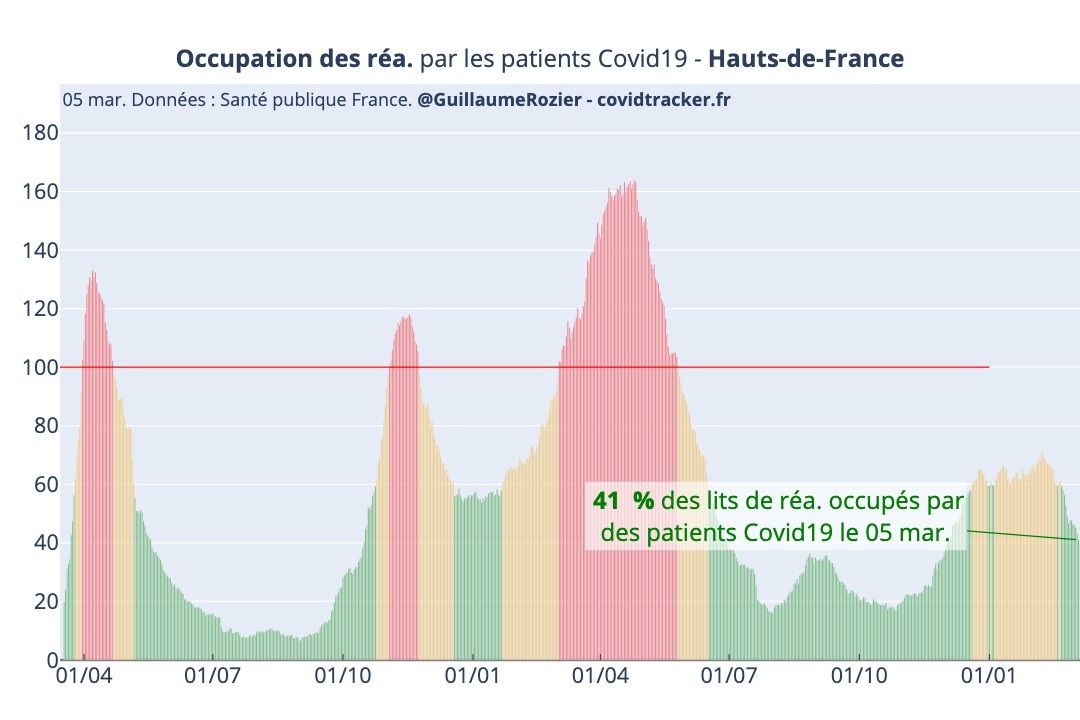 Occupation des réa. par les patients Covid19 - Hauts-de-France
05 mar. Données : Santé publique France. @GuillaumeRozier - covidtracker.fr
180
160
140
120
100
80
60
41  % des lits de réa. occupés par
des patients Covid19 le 05 mar.
40
20
0
01/04 01/07 01/10 01/01 01/04 01/07 01/10 01/01